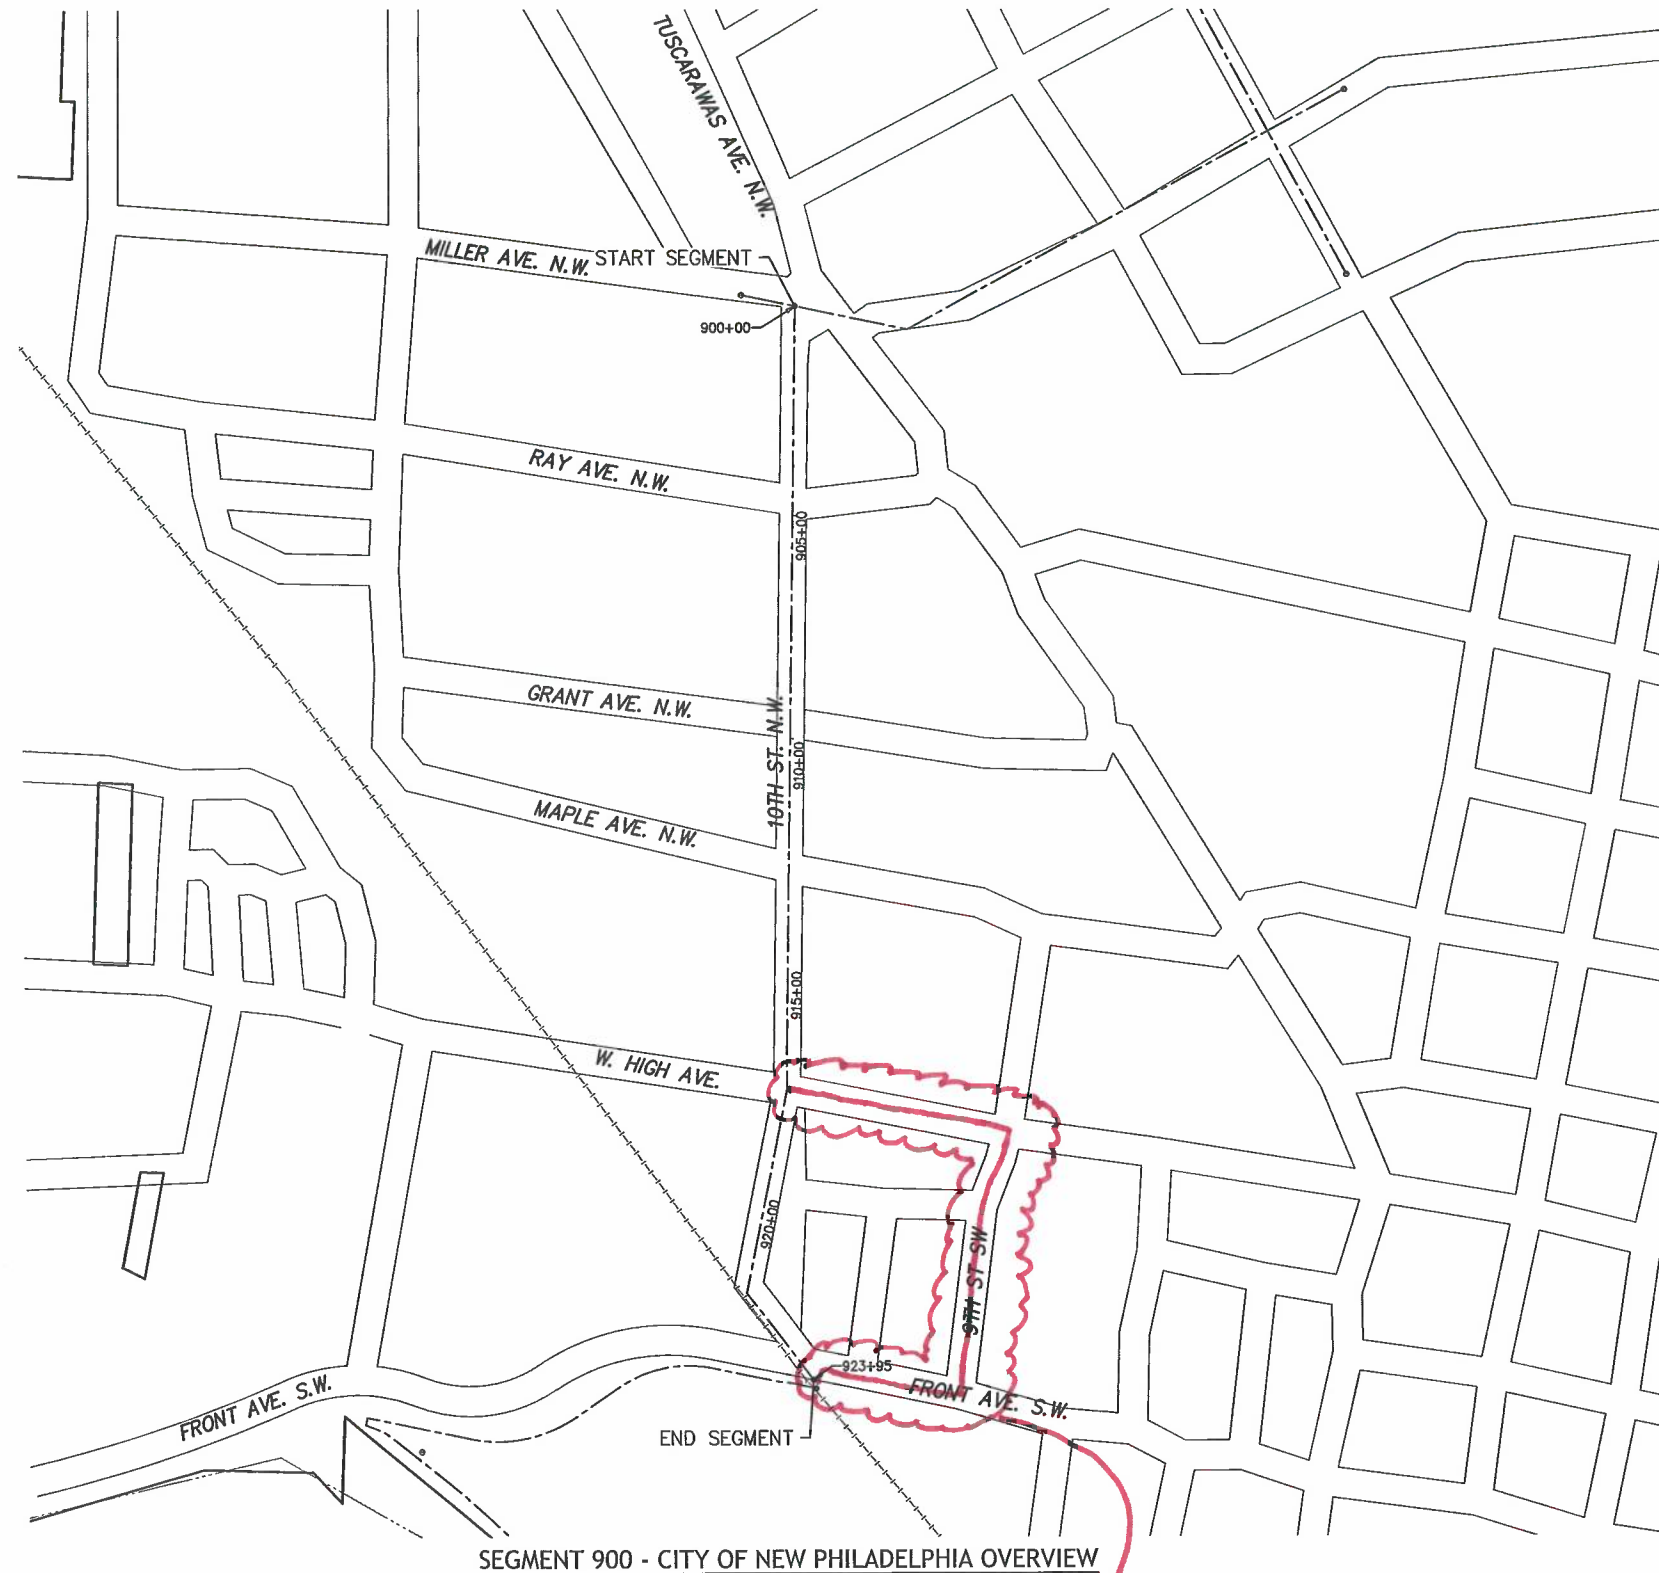 TUSCARAWAS AVE. N.W.
MILLER AVE. N.W.
START SEGMENT
900+00
RAY AVE. N.W.
905+00
GRANT AVE. N.W.
10TH ST. N.W.
910+00
MAPLE AVE. N.W.
915+00
W. HIGH AVE.
920+00
9TH ST SW
923+95
FRONT AVE. S.W.
FRONT AVE. S.W.
END SEGMENT
SEGMENT 900 - CITY OF NEW PHILADELPHIA OVERVIEW